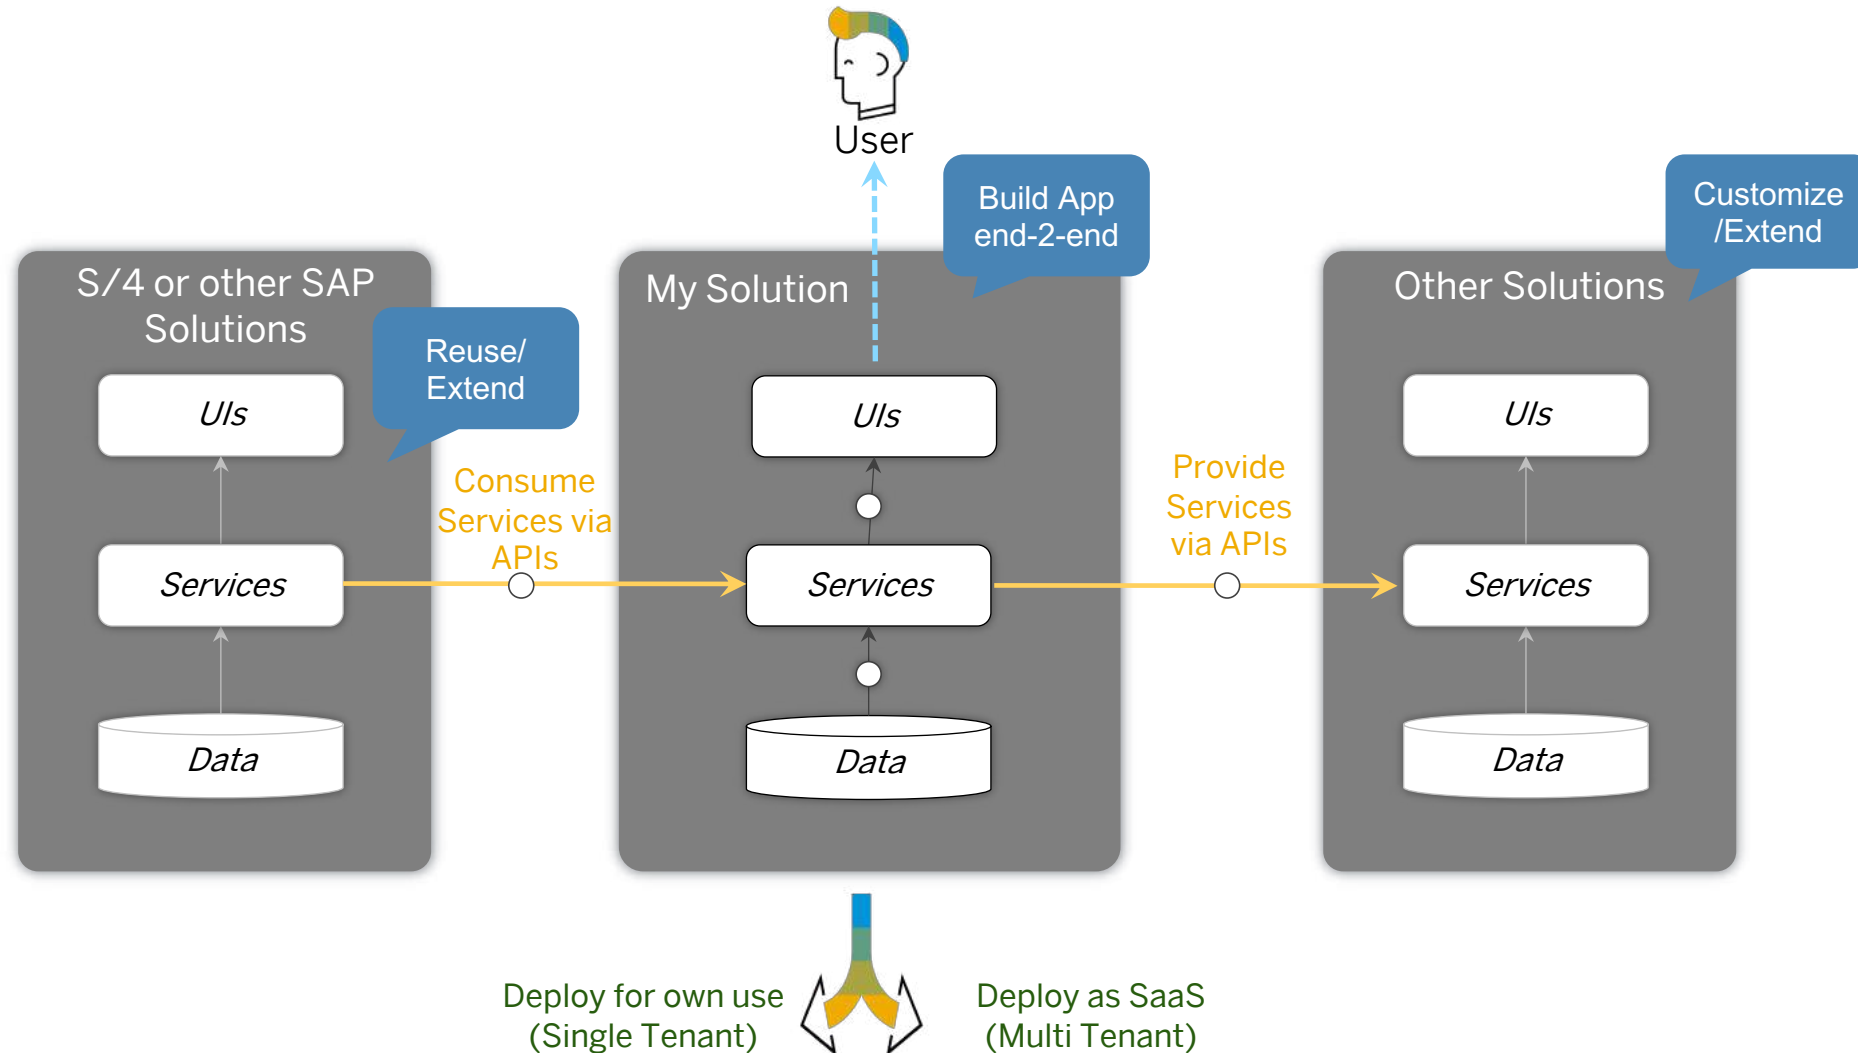 User
Build App
end-2-end
Customize
/Extend
S/4 or other SAP
Solutions
My Solution
Other Solutions
Reuse/
Extend
UIs
UIs
UIs
Consume
Services via
APIs
Provide
Services
via APIs
Services
Services
Services
Data
Data
Data
Deploy for own use
(Single Tenant)
Deploy as SaaS
(Multi Tenant)